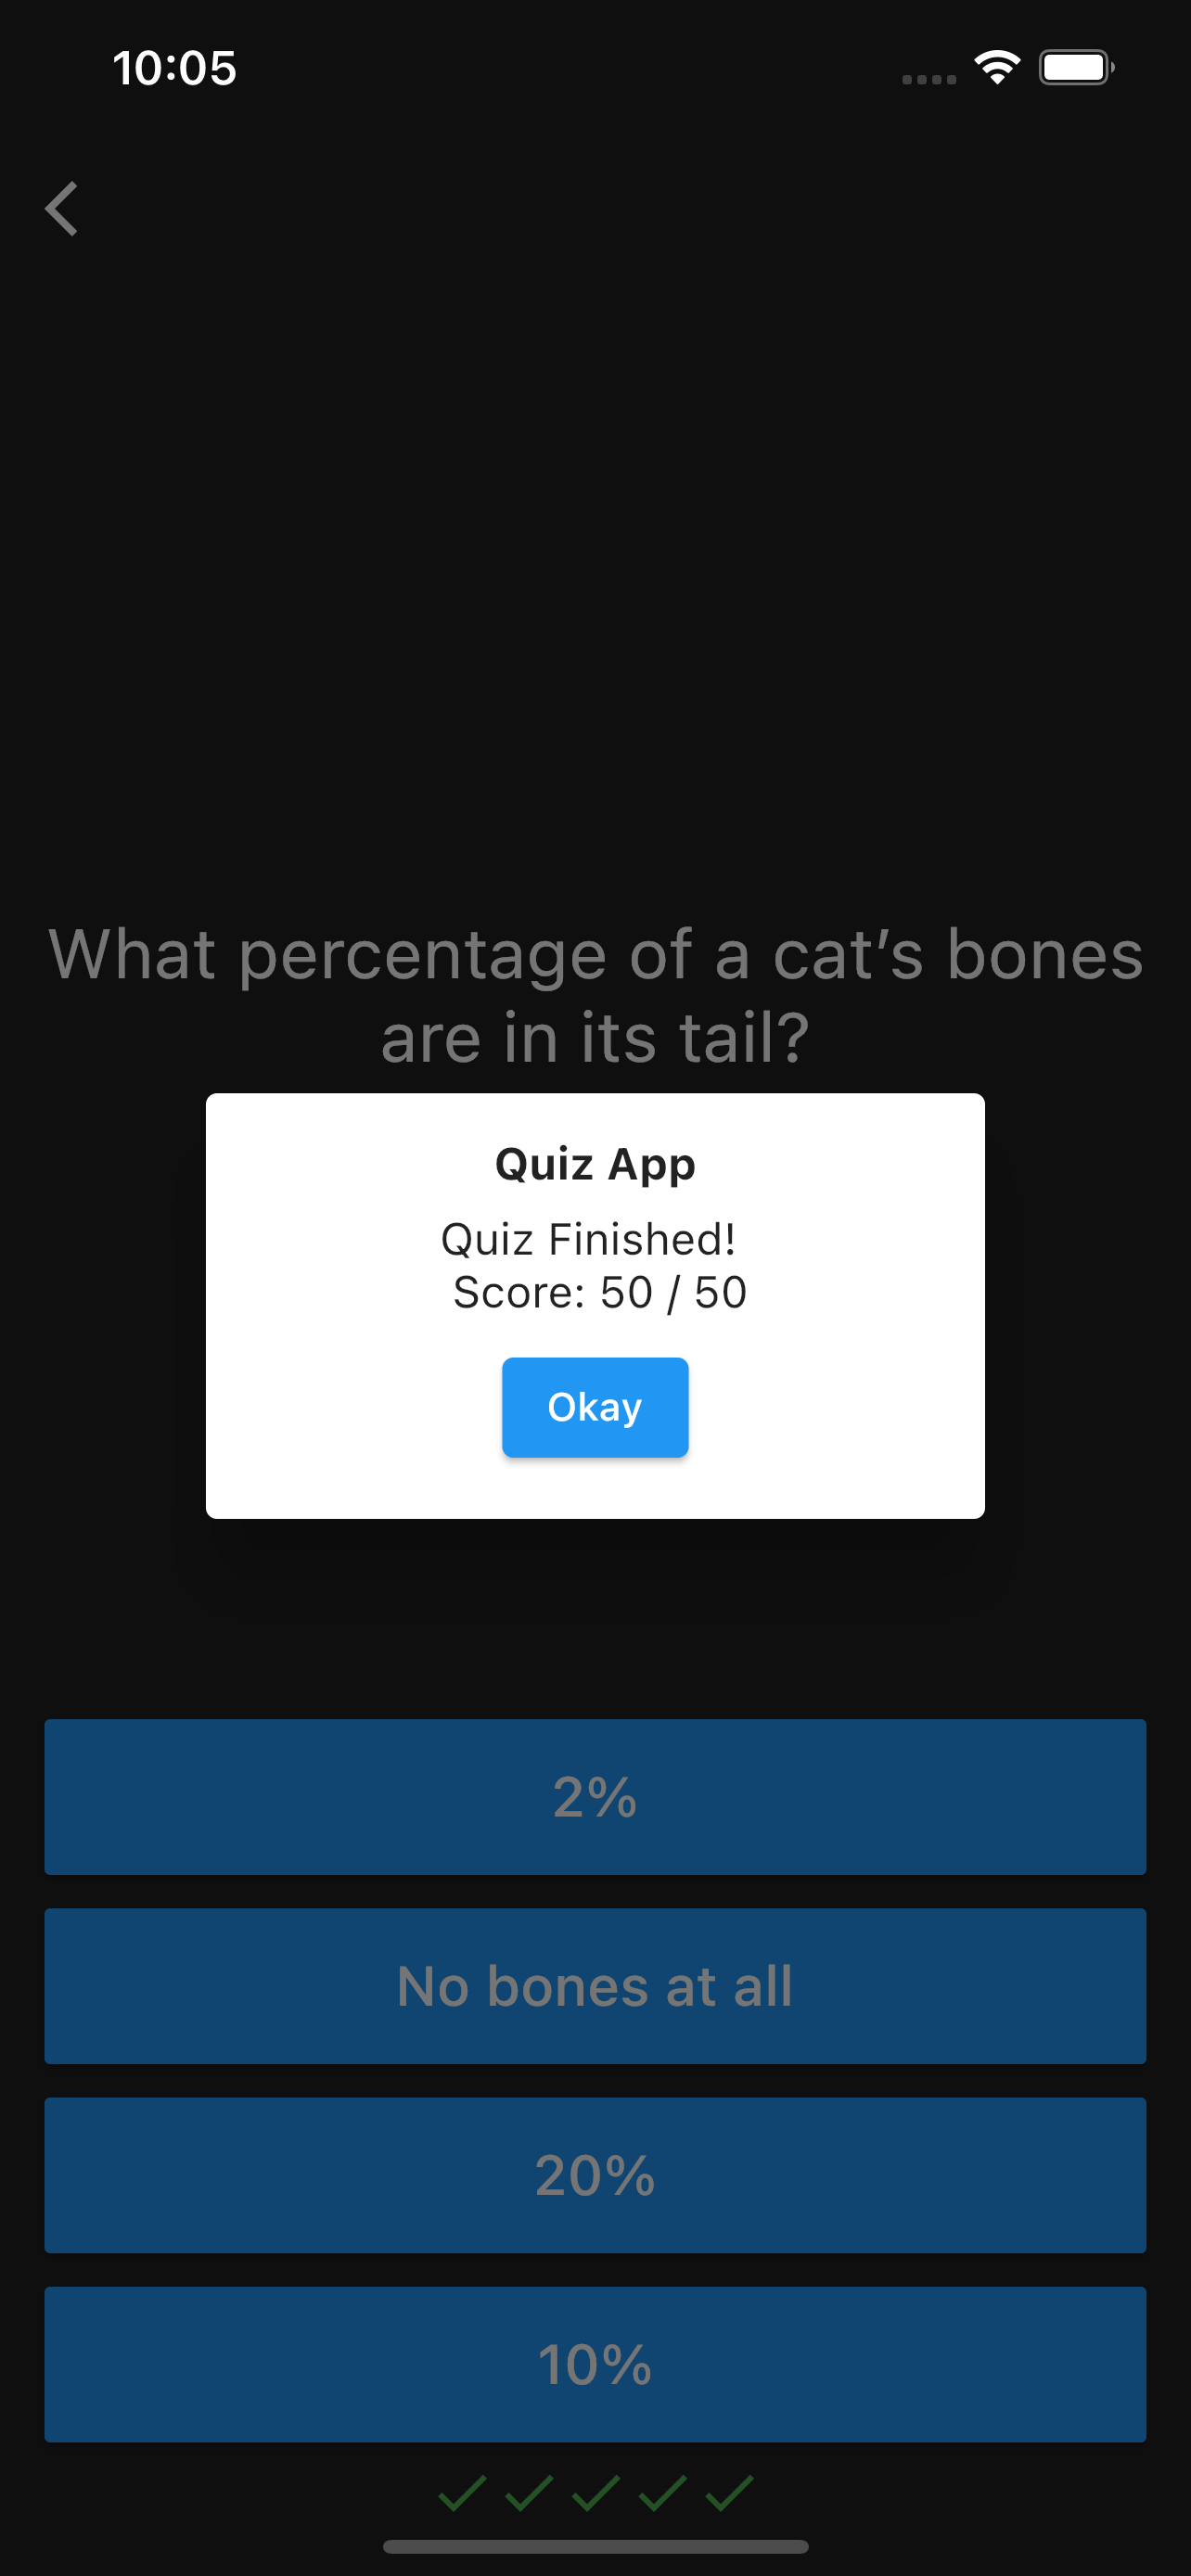 10:05
What percentage of a cat’s bones
are in its tail?
Quiz App
Quiz Finished!
Score: 50 / 50
Okay
2%
No bones at all
20%
10%